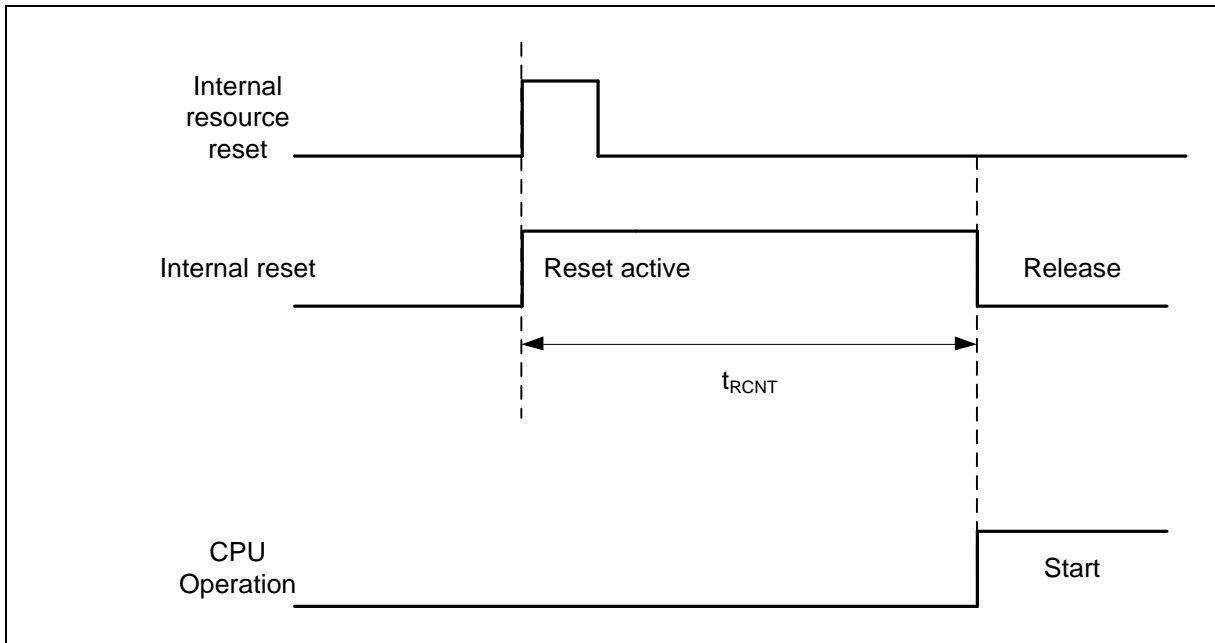 Internal
resource
reset
Internal reset
Reset active
Release
tRCNT
CPU
Operation
Start